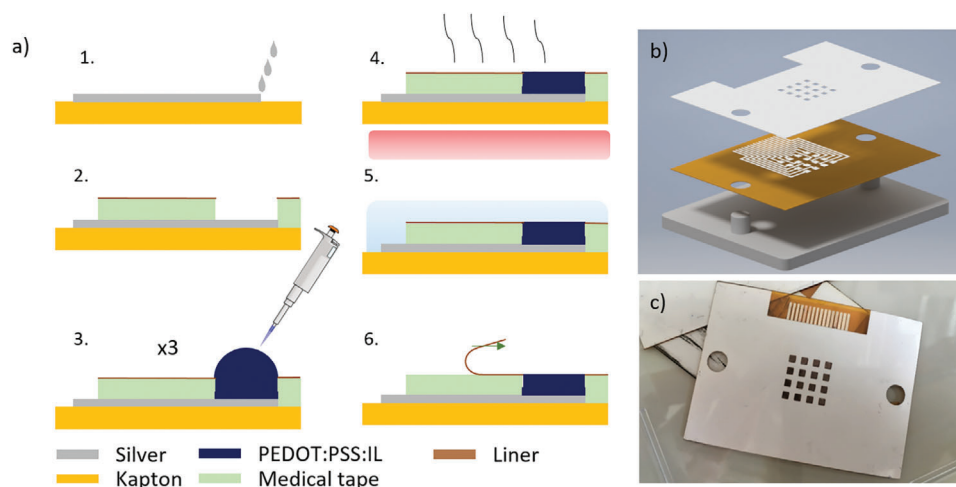 a)
1.
2.
3.
x3
4.
5.
6.
Silver
PEDOT:PSS:IL
Liner
Kapton
Medical tape
b)
c)